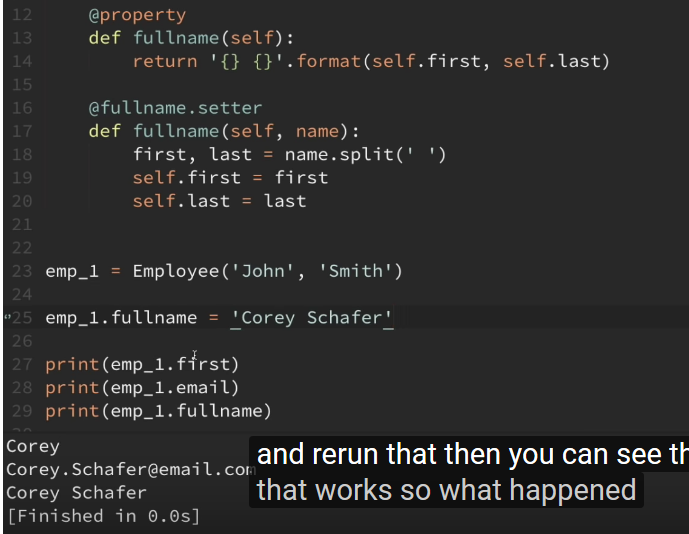 12 @property
13 def fullname(self):
14 return '{} {}'.format(self.first, self.last)
15
16 @fullname.setter
17 def fullname(self, name):
18 first, last = name.split(' ')
19 self.first = first
20 self.last = last
21
22
23 emp_1 = Employee('John', 'Smith')
24
25 emp_1.fullname = 'Corey Schafer'
26
27 print(emp_1.first)
28 print(emp_1.email)
29 print(emp_1.fullname)
Corey
Corey.Schafer@email.com
Corey Schafer
[Finished in 0.0s]
and rerun that then you can see th
that works so what happened